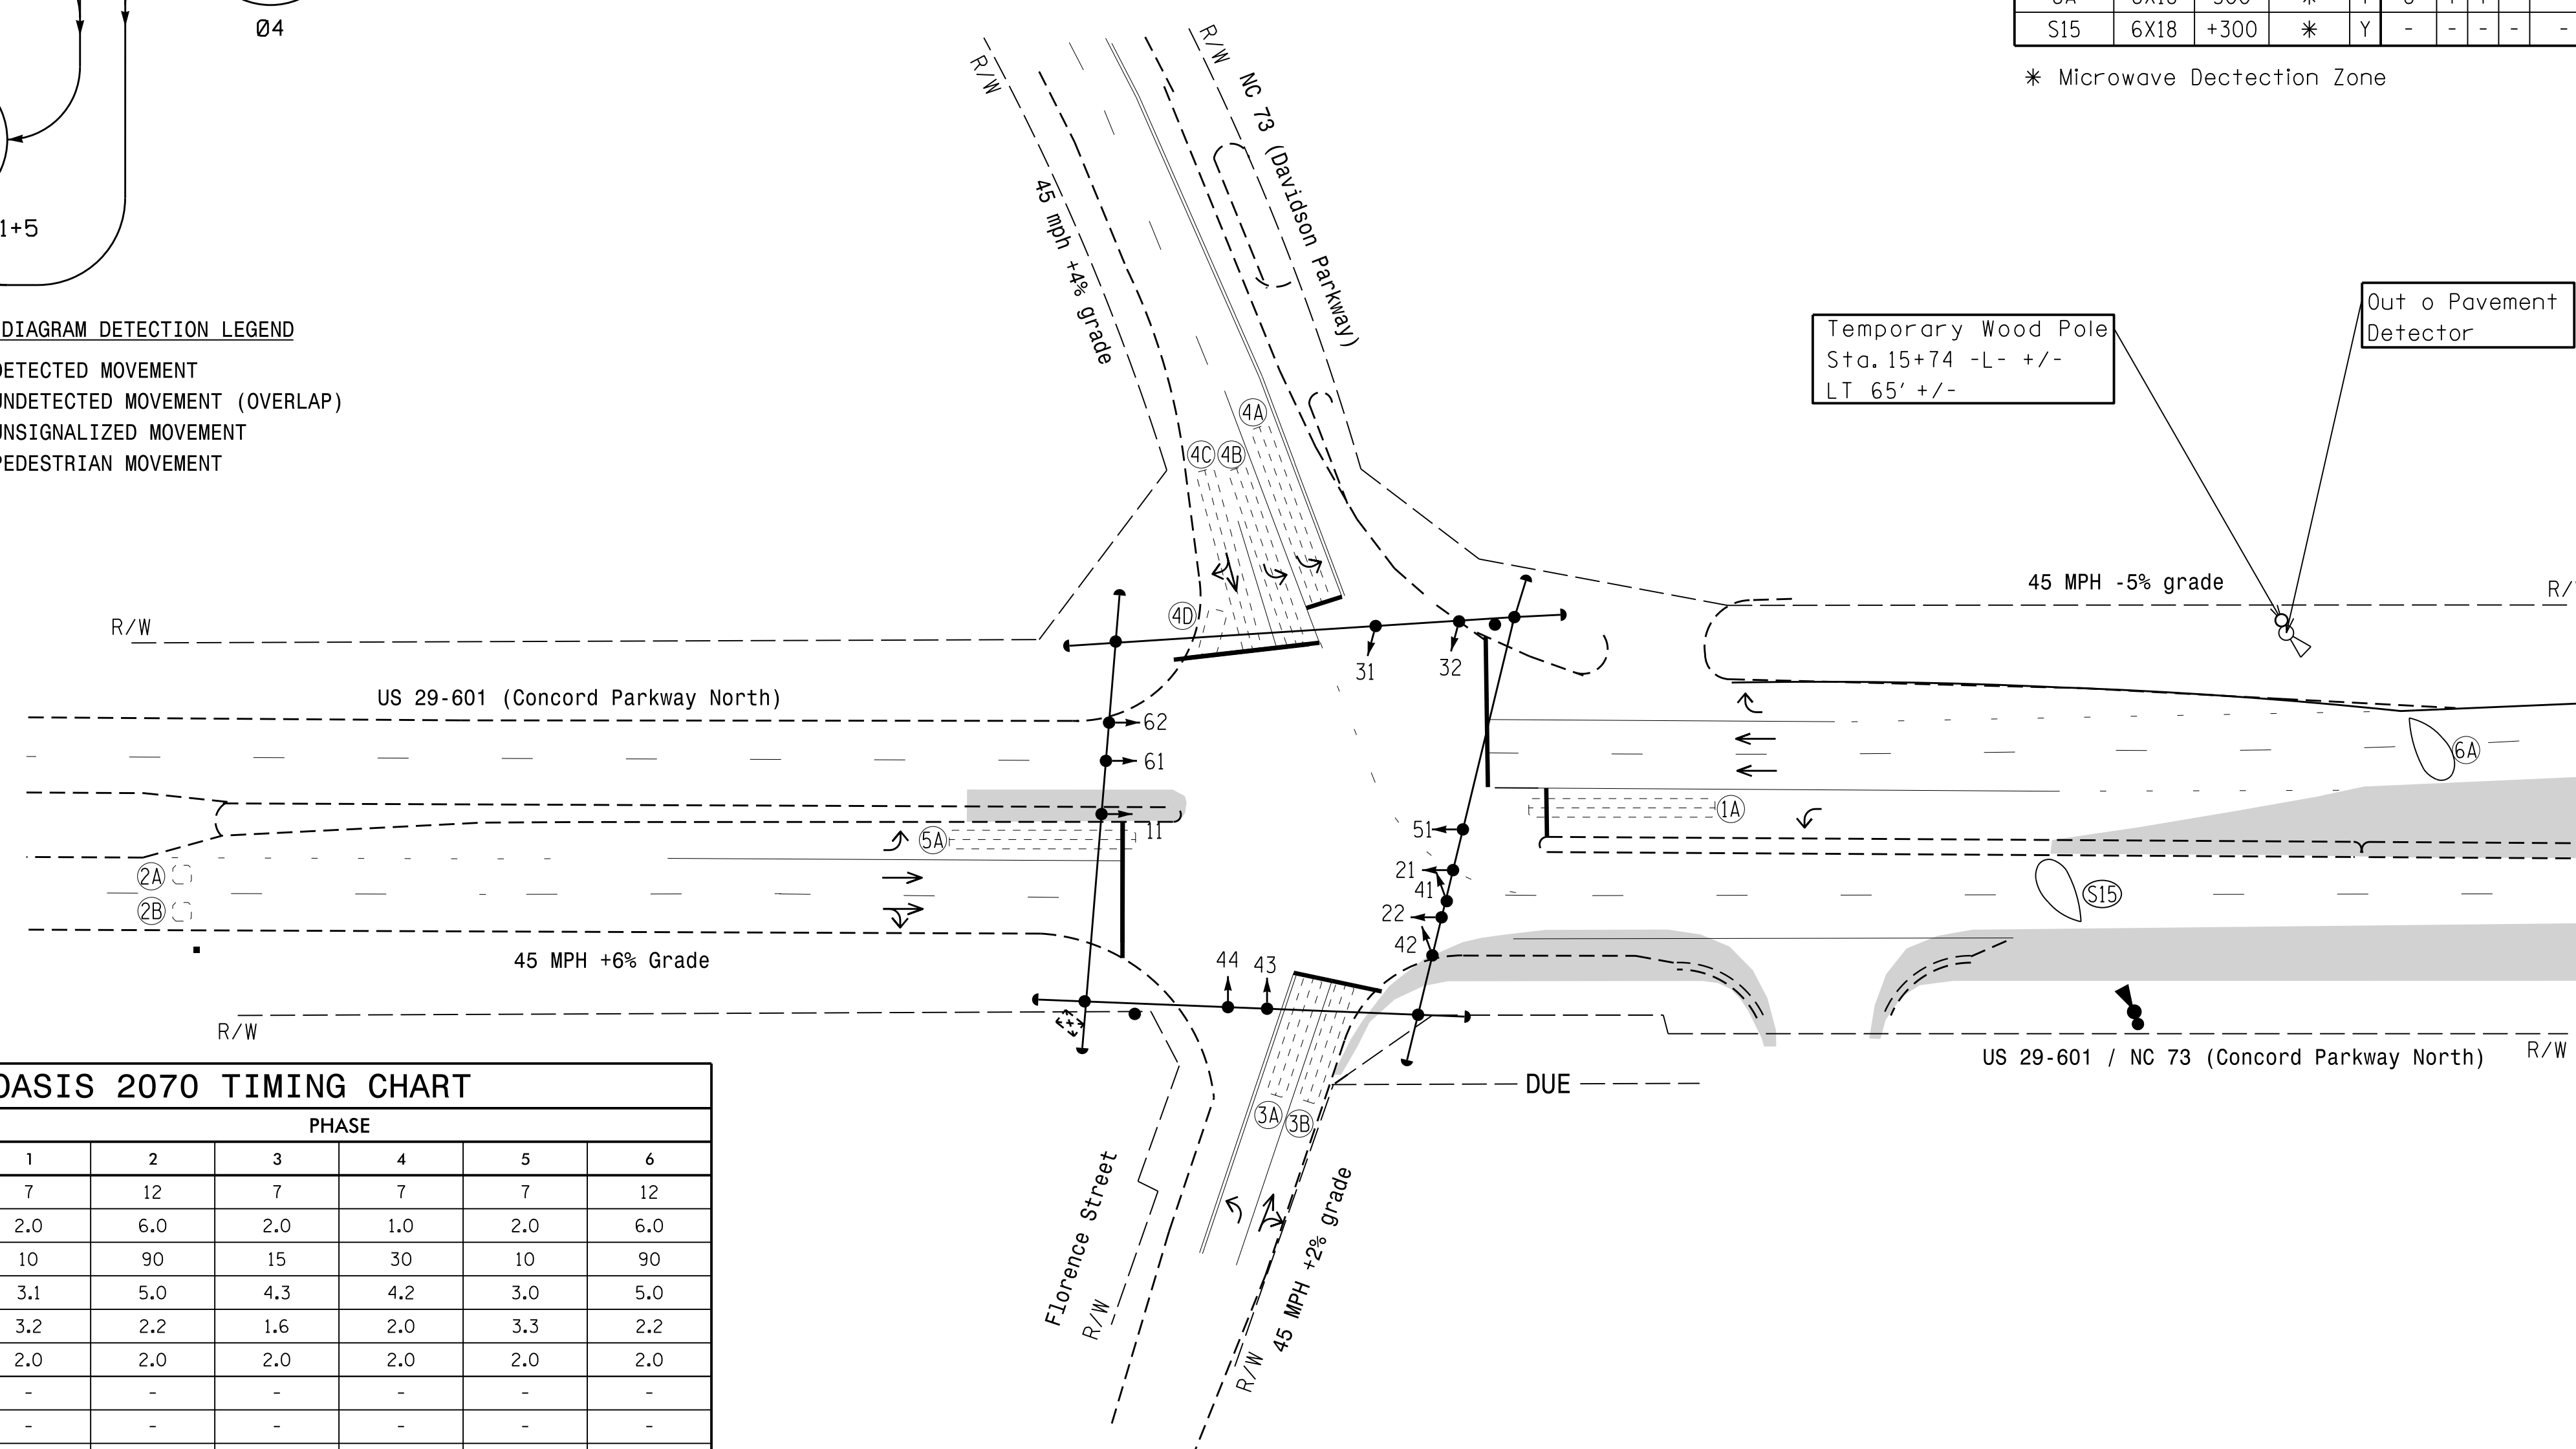 Ø4
S15 6X18 +300 * Y - - - - -
* Microwave Dectection Zone
NC 73 (Davidson Parkway)
R/W
R/W
45 mph +4% grade
1+5
DIAGRAM DETECTION LEGEND
DETECTED MOVEMENT
UNDETECTED MOVEMENT (OVERLAP)
UNSIGNALIZED MOVEMENT
PEDESTRIAN MOVEMENT
Temporary Wood Pole
Sta. 15+74 -L- +/-
LT 65' +/-
Out o Pavement
Detector
4A
4C
4B
4D
R/W
45 MPH -5% grade
R/
31
32
US 29-601 (Concord Parkway North)
62
61
11
6A
1A
5A
51
2A
21
41
S15
2B
22
42
44
43
45 MPH +6% Grade
R/W
US 29-601 / NC 73 (Concord Parkway North)
R/W
DUE
3A
3B
Florence Street
R/W
45 MPH +2% grade
R/W
OASIS 2070 TIMING CHART
PHASE
1 2 3 4 5 6
7 12 7 7 7 12
2.0 6.0 2.0 1.0 2.0 6.0
10 90 15 30 10 90
3.1 5.0 4.3 4.2 3.0 5.0
3.2 2.2 1.6 2.0 3.3 2.2
2.0 2.0 2.0 2.0 2.0 2.0
- - - - - -
- - - - - -